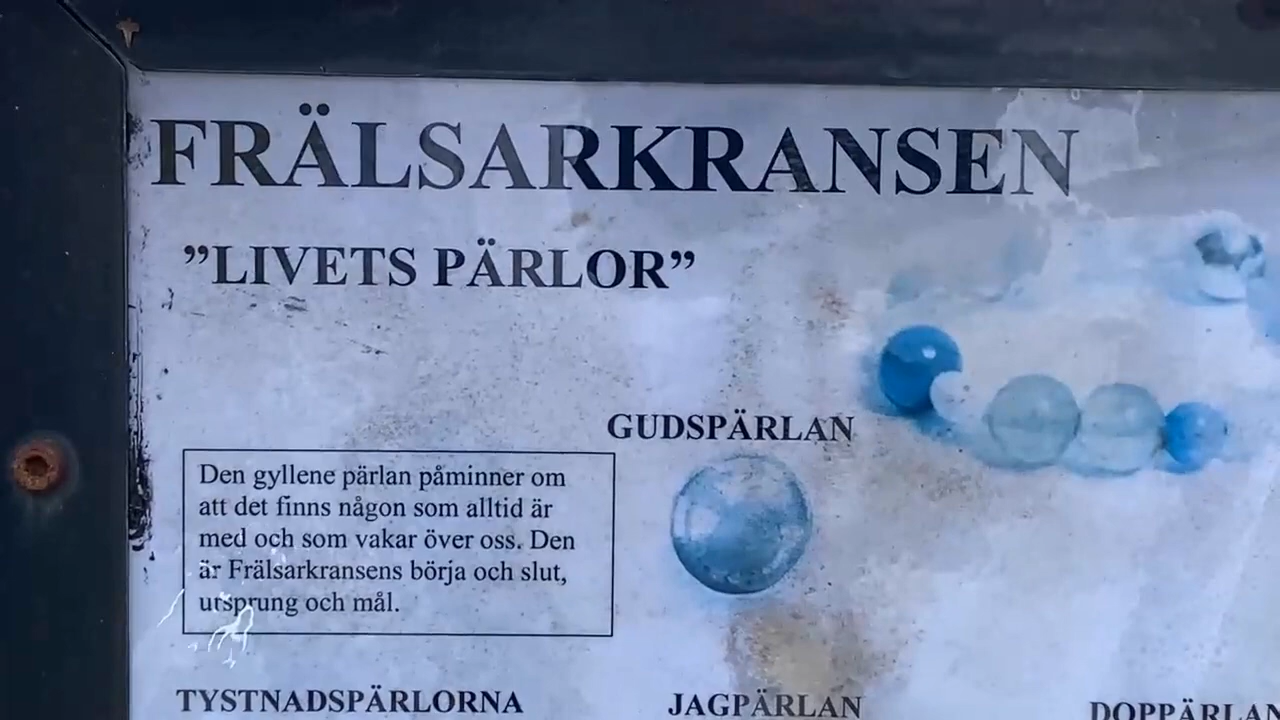 FRÄLSARKRANSEN
”LIVETS PÄRLOR”
GUDSPÄRLAN
Den gyllene pärlan påminner om
att det finns någon som alltid är
med och som vakar över oss. Den
är Frälsarkransens börja och slut,
ursprung och mål.
TYSTNADSPÄRLORNA
JAGPÄRLAN
DOPPÄRLAN